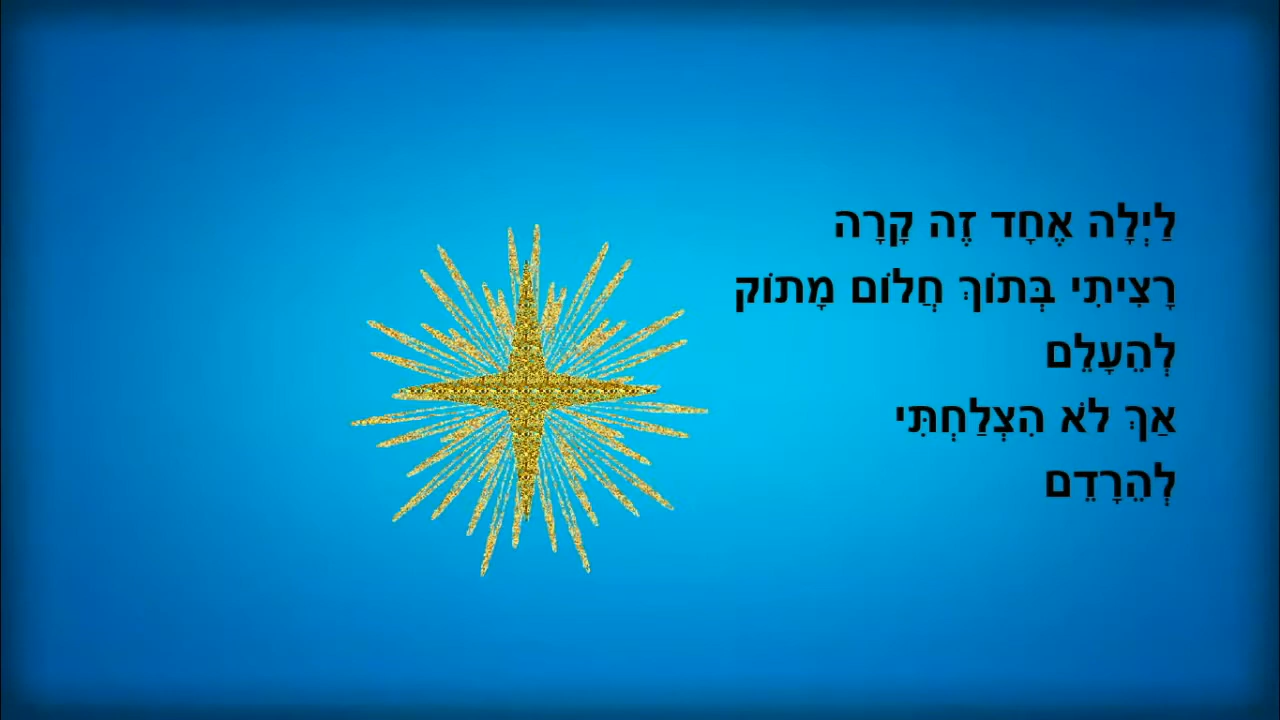 לַיְלָה אֶחָד זֶה קָרָה
רָצִיתִי בְּתוֹךְ חֲלוֹם מָתוֹק
לְהֵעָלֵם
אַךְ לֹא הִצְלַחְתִּי
לְהֵרָדֵם